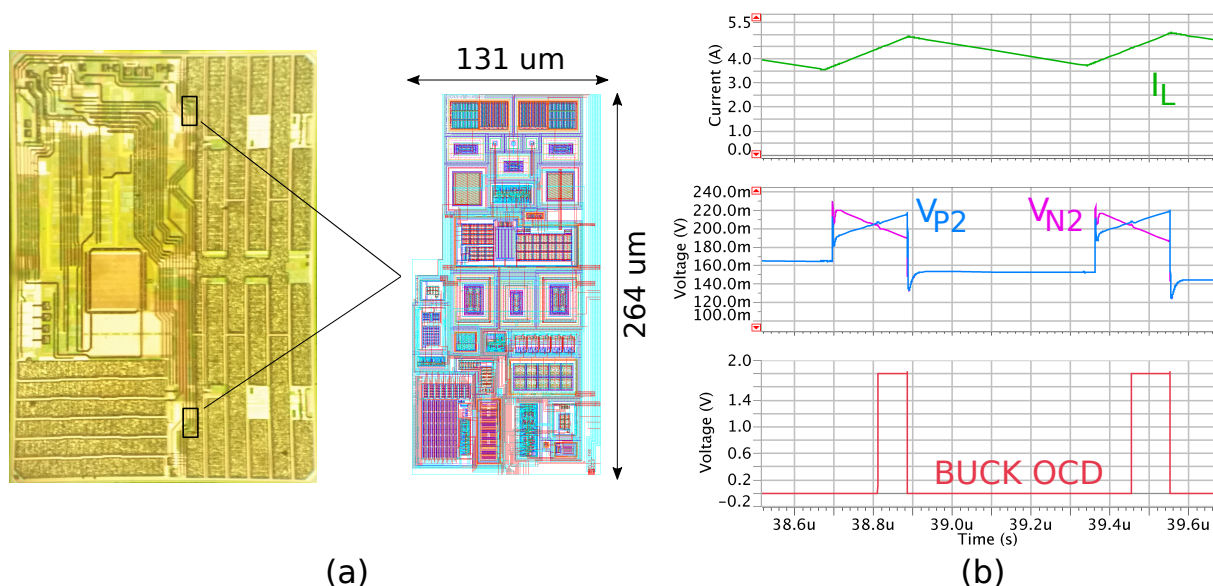 131 um
264 um
(a)
5.5
4.0
3.0
2.0
1.0
0.0
Current (A)
I_L
240.0m
220.0m
200.0m
180.0m
160.0m
140.0m
120.0m
100.0m
Voltage (V)
V_P2
V_N2
2.0
1.4
1.0
0.6
0.2
−0.2
Voltage (V)
BUCK OCD
38.6u 38.8u 39.0u 39.2u 39.4u 39.6u
Time (s)
(b)